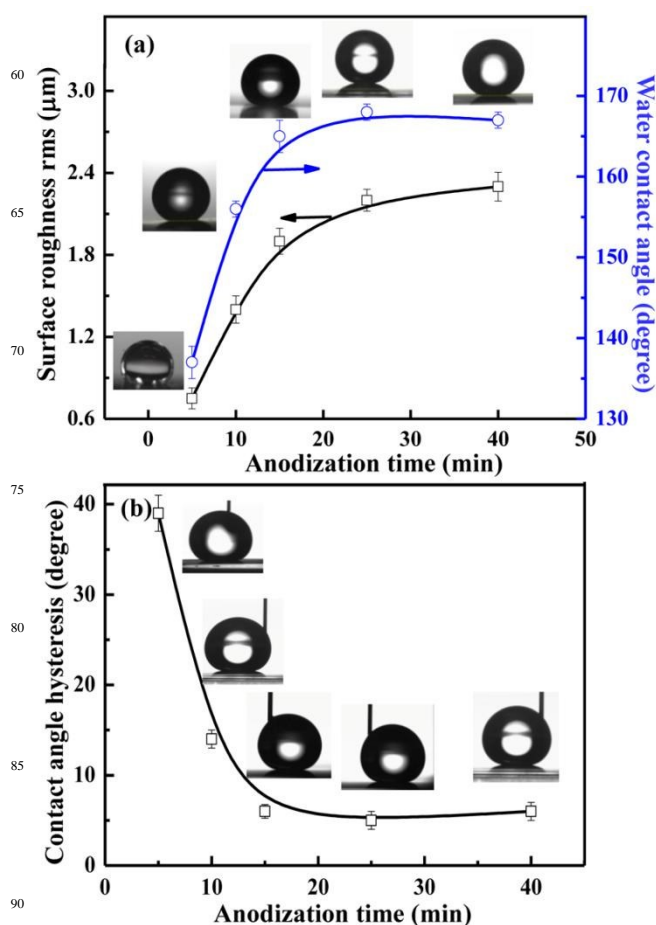 (a)
Surface roughness rms (μm)
3.0
2.4
1.8
1.2
0.6
Water contact angle (degree)
170
160
150
140
130
0 10 20 30 40 50
Anodization time (min)
60
65
70
75
80
85
90
(b)
Contact angle hysteresis (degree)
40
30
20
10
0
0 10 20 30 40
Anodization time (min)